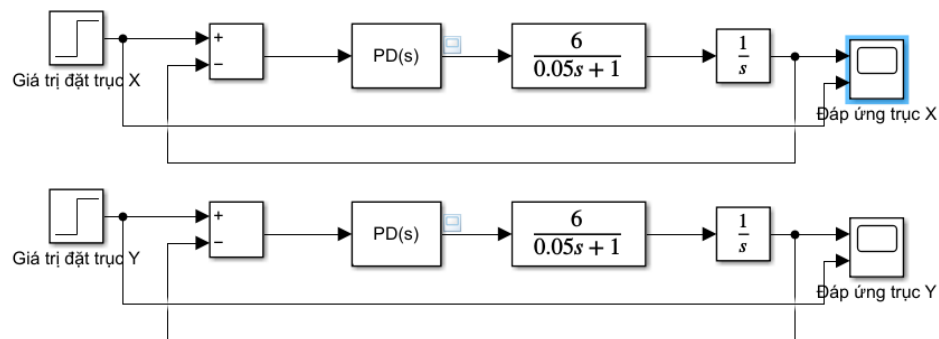 +
−
PD(s)
6
0.05s + 1
1
s
Giá trị đặt trục X
Đáp ứng trục X
+
−
PD(s)
6
0.05s + 1
1
s
Giá trị đặt trục Y
Đáp ứng trục Y